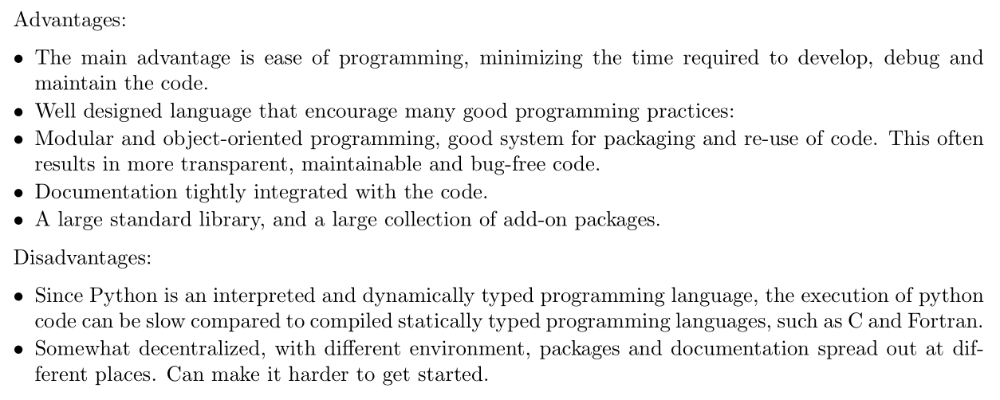 Advantages:
• The main advantage is ease of programming, minimizing the time required to develop, debug and
maintain the code.
• Well designed language that encourage many good programming practices:
• Modular and object-oriented programming, good system for packaging and re-use of code. This often
results in more transparent, maintainable and bug-free code.
• Documentation tightly integrated with the code.
• A large standard library, and a large collection of add-on packages.
Disadvantages:
• Since Python is an interpreted and dynamically typed programming language, the execution of python
code can be slow compared to compiled statically typed programming languages, such as C and Fortran.
• Somewhat decentralized, with different environment, packages and documentation spread out at dif-
ferent places. Can make it harder to get started.